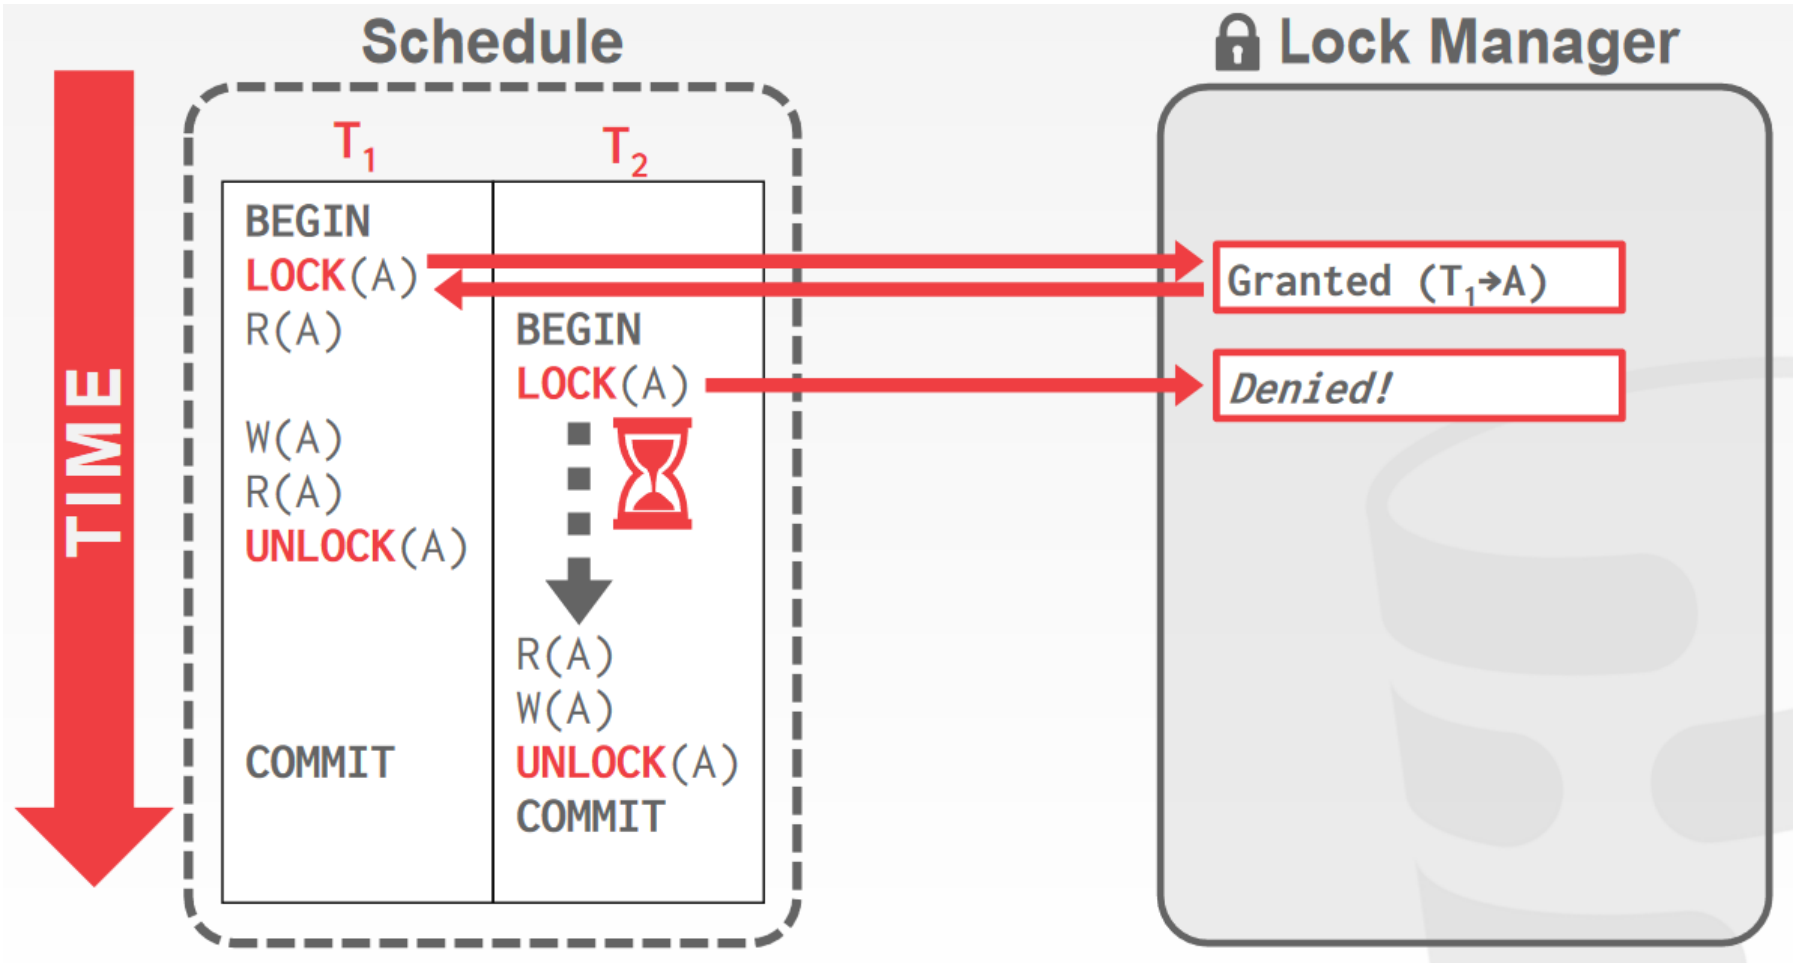 Schedule
Lock Manager
TIME
T₁
T₂
BEGIN
LOCK(A)
R(A)
W(A)
R(A)
UNLOCK(A)
COMMIT
BEGIN
LOCK(A)
R(A)
W(A)
UNLOCK(A)
COMMIT
Granted (T₁→A)
Denied!